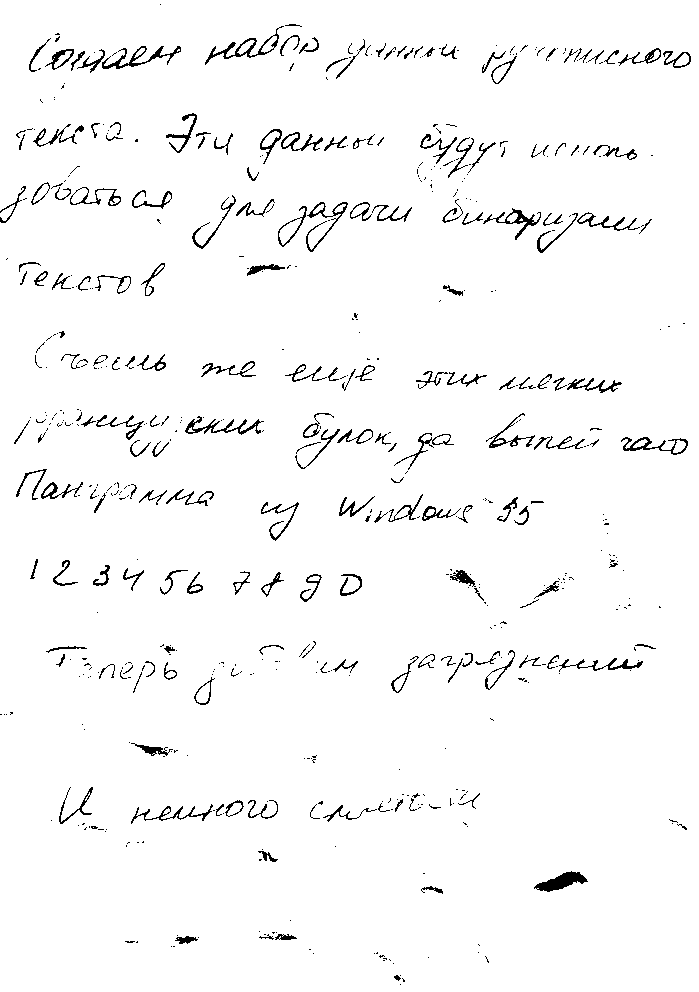 Создаем набор данных рукописного
текста. Эти данные будут исполь
зоваться для задачи бинаризации
текстов
Съешь же ещё этих мягких
французских булок, да выпей чаю
Панграмма из Windows 95
1 2 3 4 5 6 7 8 9 0
Теперь добавим загрязнений
И немного